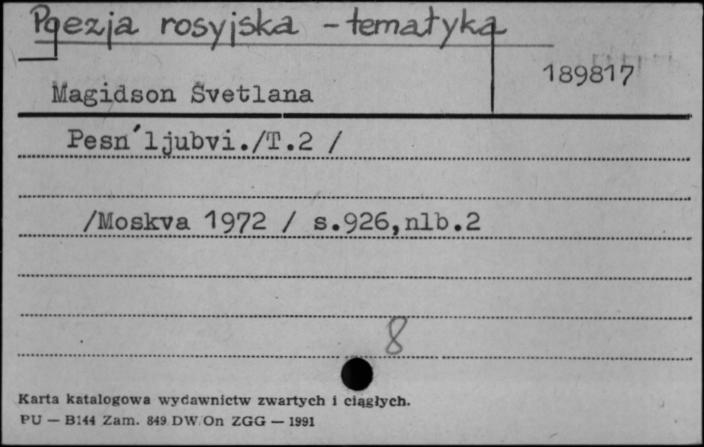 Poezja rosyjska - tematyka
189817
Magidson Svetlana
Pesn´ljubvi./T.2 /
/Moskva 1972 / s.926,nlb.2
8
Karta katalogowa wydawnictw zwartych i ciągłych.
PU — B144 Zam. 849 DW/On ZGG — 1991